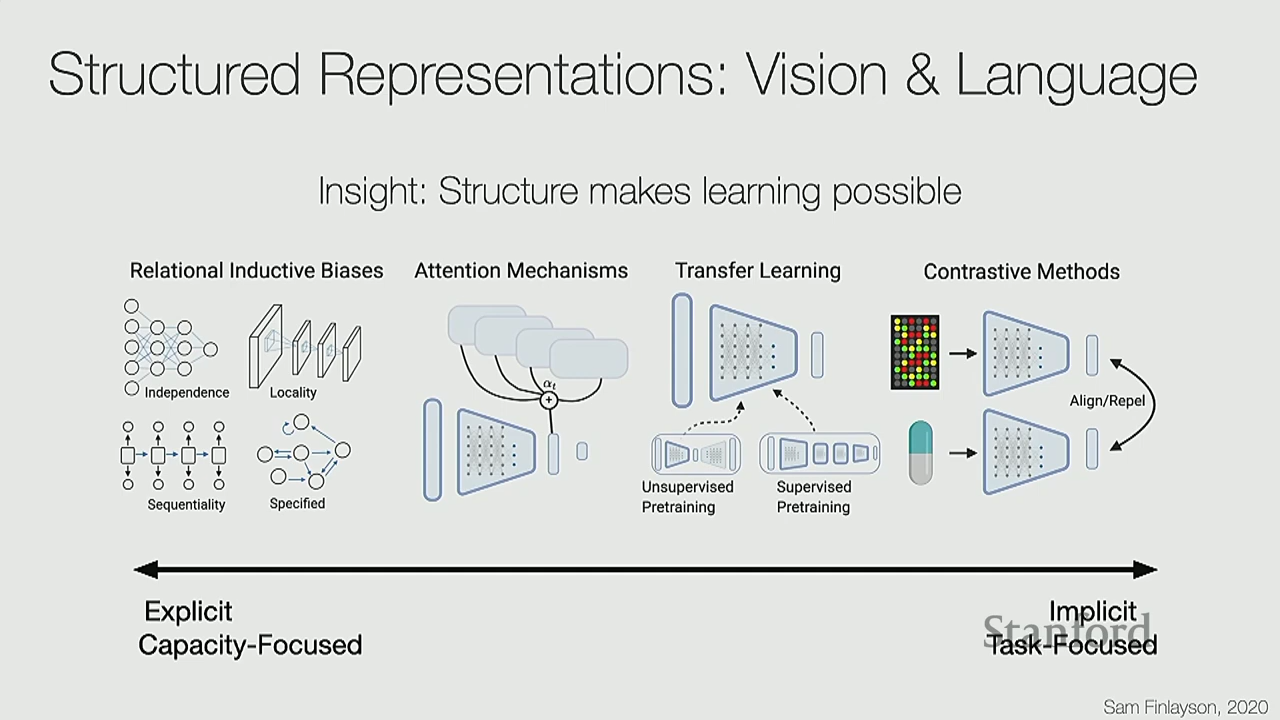 Structured Representations: Vision & Language
Insight: Structure makes learning possible
Relational Inductive Biases
Independence
Locality
Sequentiality
Specified
Attention Mechanisms
αt
+
Transfer Learning
Unsupervised
Pretraining
Supervised
Pretraining
Contrastive Methods
Align/Repel
Explicit
Capacity-Focused
Implicit
Task-Focused
Stanford
Sam Finlayson, 2020